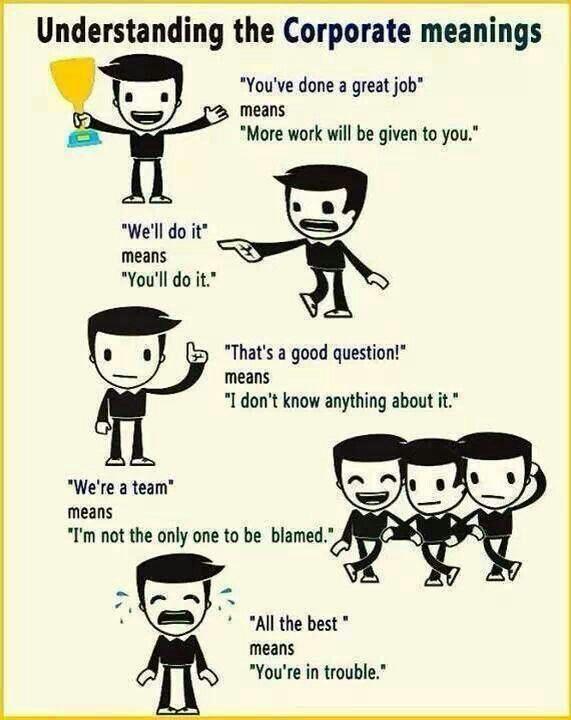 Understanding the Corporate meanings
"You've done a great job"
means
"More work will be given to you."
"We'll do it"
means
"You'll do it."
"That's a good question!"
means
"I don't know anything about it."
"We're a team"
means
"I'm not the only one to be blamed."
"All the best "
means
"You're in trouble."